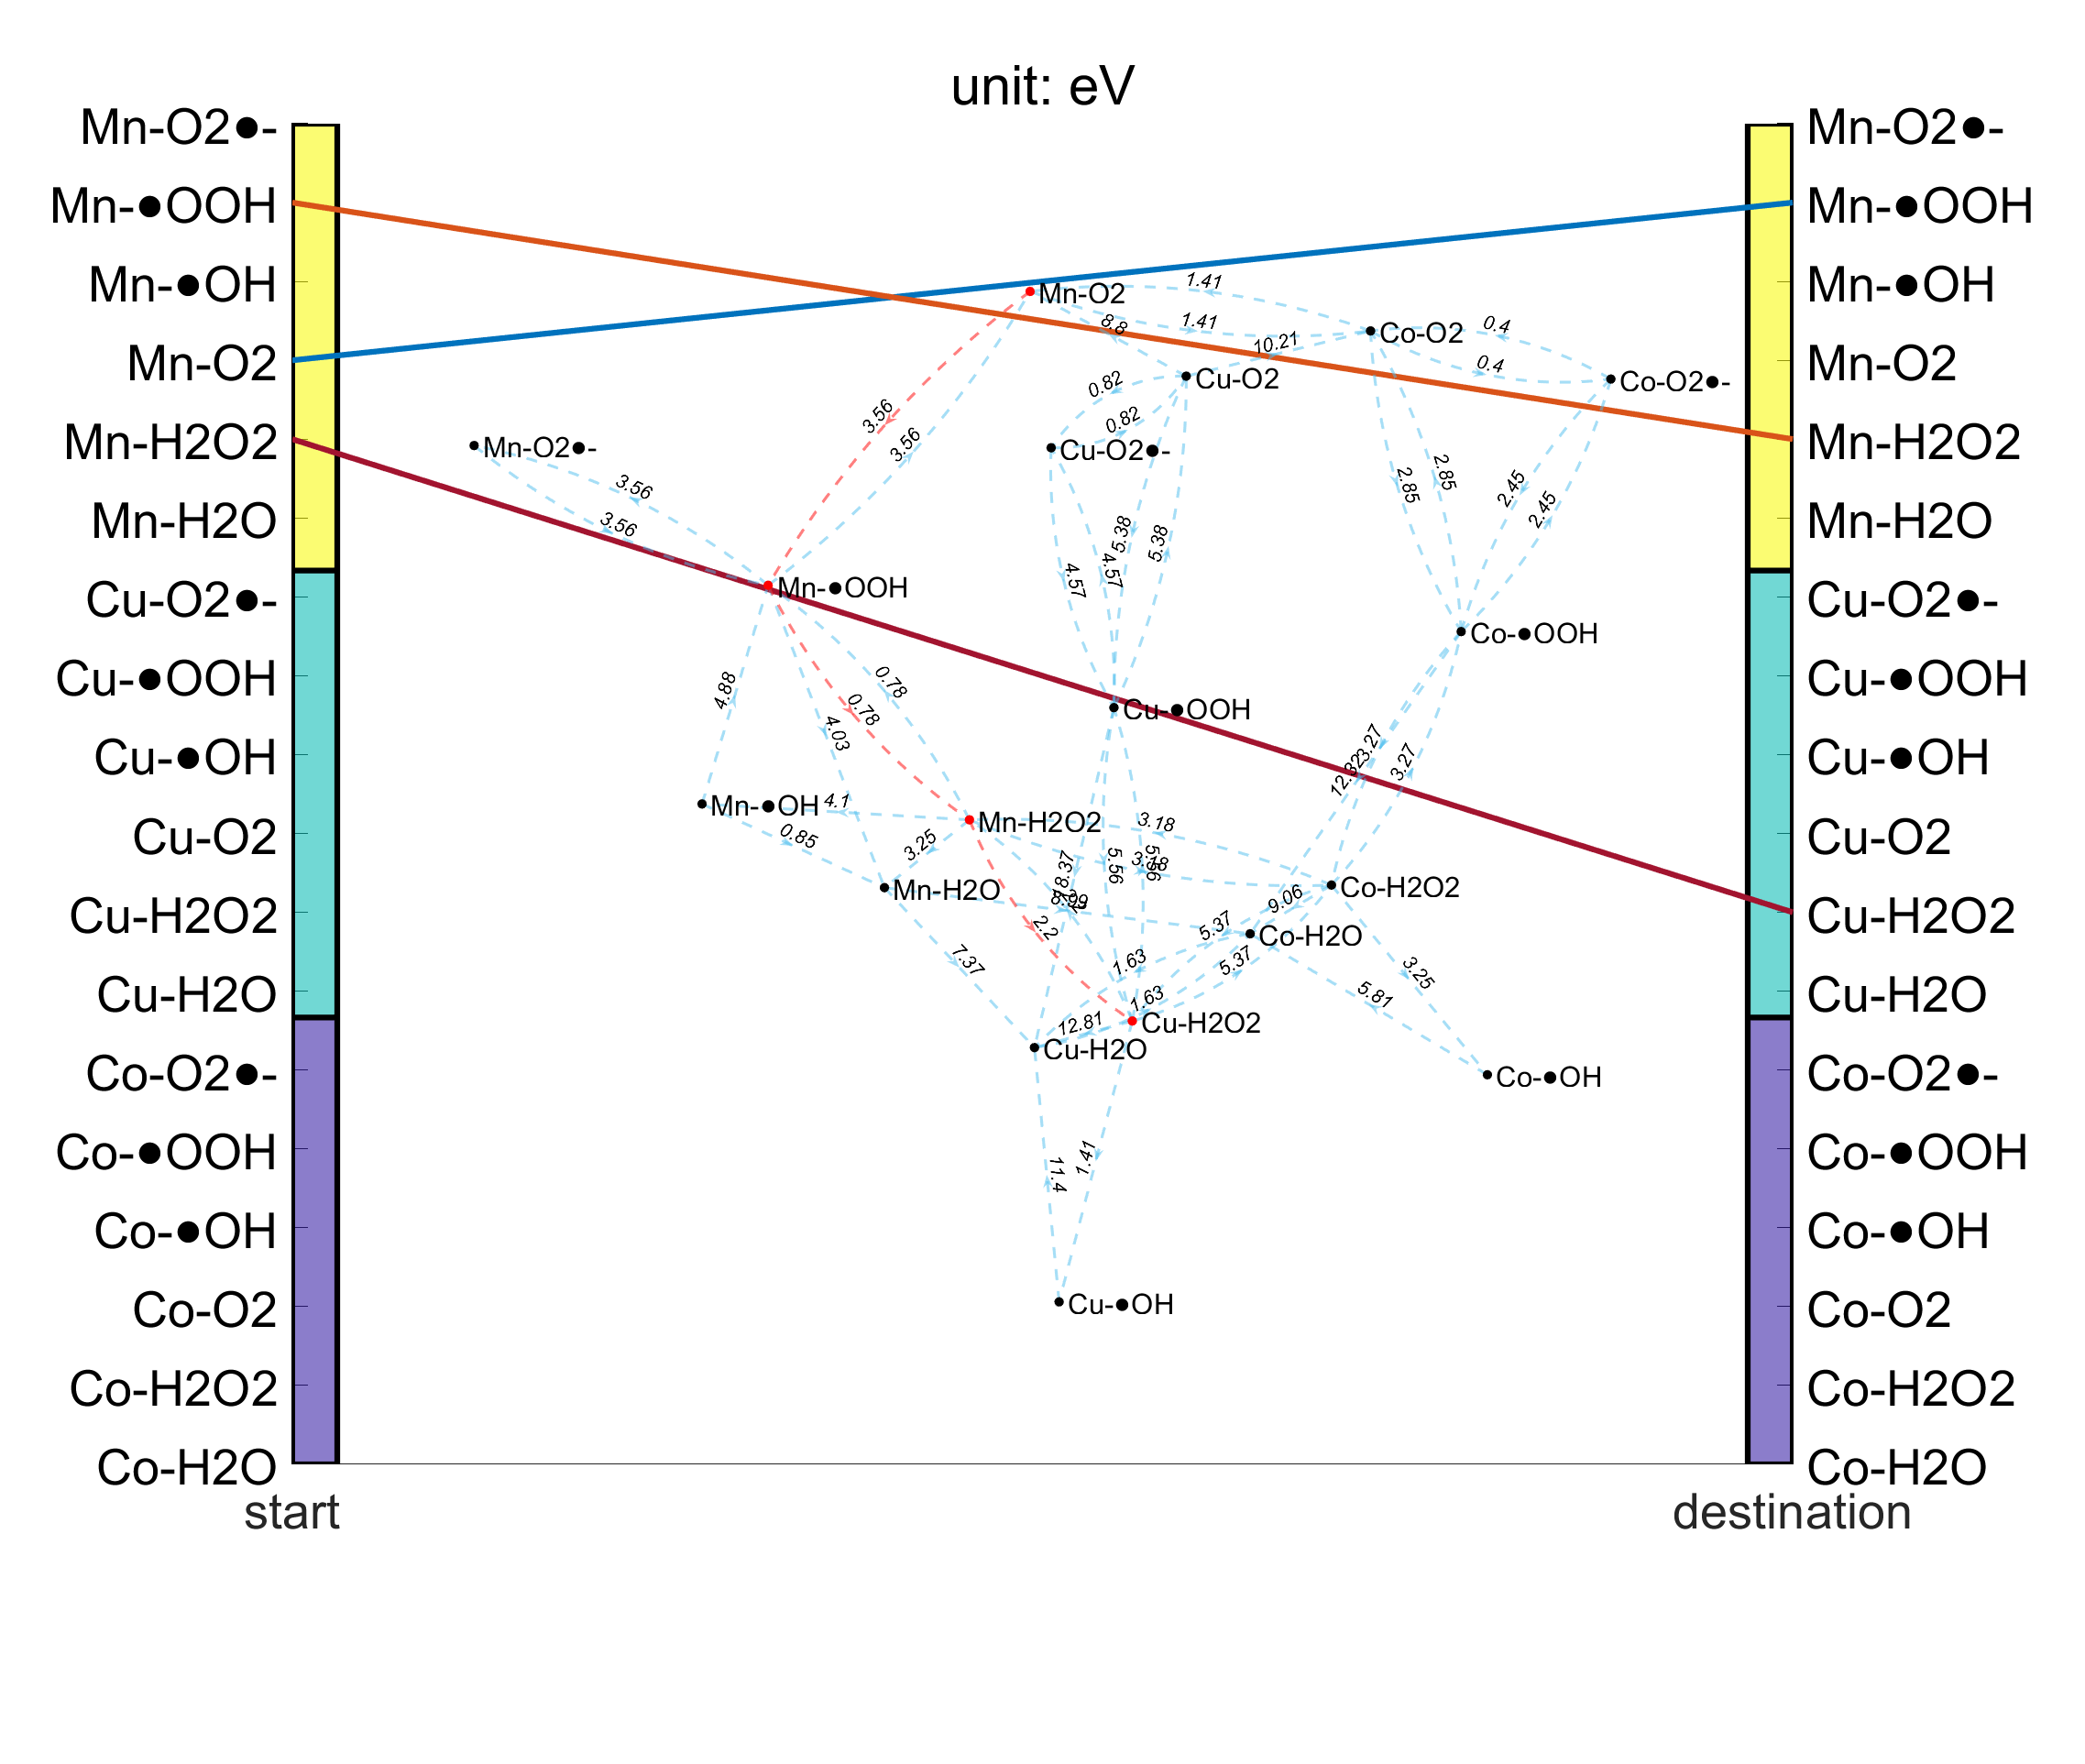 unit: eV
Mn-O2●-
Mn-●OOH
Mn-●OH
Mn-O2
Mn-H2O2
Mn-H2O
Cu-O2●-
Cu-●OOH
Cu-●OH
Cu-O2
Cu-H2O2
Cu-H2O
Co-O2●-
Co-●OOH
Co-●OH
Co-O2
Co-H2O2
Co-H2O
start
1.41
Mn-O2
8.8
1.41
10.21
Co-O2
0.4
0.4
Co-O2●-
Cu-O2
0.82
0.82
3.56
3.56
Mn-O2●-
Cu-O2●-
3.56
3.56
2.85
2.85
2.45
2.45
5.38
5.38
4.57
4.57
Mn-●OOH
Co-●OOH
4.88
0.78
0.78
4.03
Cu-●OOH
3.27
12.32
3.27
Mn-●OH
4.1
Mn-H2O2
3.18
0.85
3.25
3.18
5.56
5.56
18.37
Mn-H2O
Co-H2O2
8.99
9.06
2.2
5.37
Co-H2O
7.37
1.63
5.37
3.25
1.63
5.81
12.81
Cu-H2O2
Cu-H2O
Co-●OH
11.4
1.41
Cu-●OH
Mn-O2●-
Mn-●OOH
Mn-●OH
Mn-O2
Mn-H2O2
Mn-H2O
Cu-O2●-
Cu-●OOH
Cu-●OH
Cu-O2
Cu-H2O2
Cu-H2O
Co-O2●-
Co-●OOH
Co-●OH
Co-O2
Co-H2O2
Co-H2O
destination